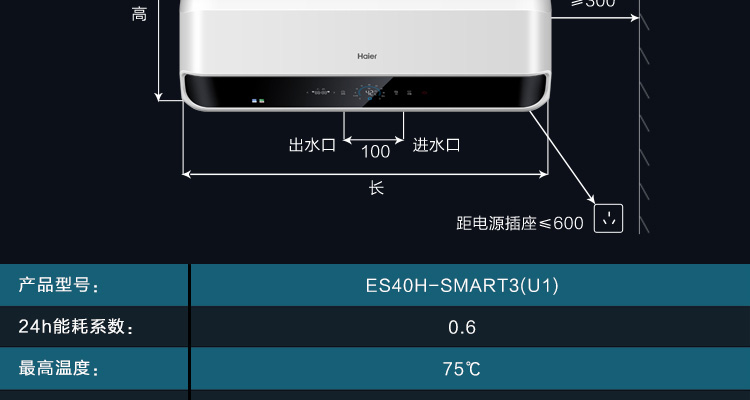 ≥300
高
Haier
出水口
100
进水口
长
距电源插座≤600
产品型号：
ES40H-SMART3(U1)
24h能耗系数：
0.6
最高温度：
75℃